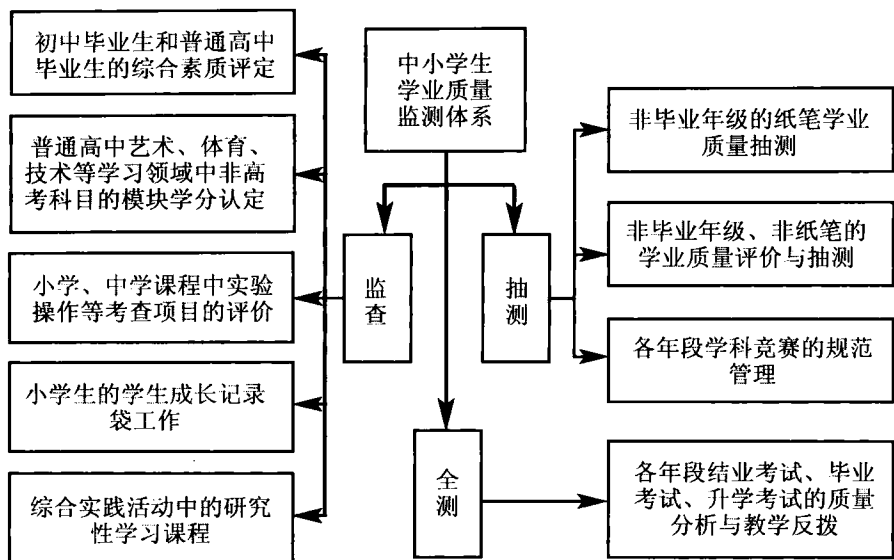 中小学生
学业质量
监测体系
监查
抽测
全测
初中毕业生和普通高中
毕业生的综合素质评定
普通高中艺术、体育、
技术等学习领域中非高
考科目的模块学分认定
小学、中学课程中实验
操作等考查项目的评价
小学生的学生成长记录
袋工作
综合实践活动中的研究
性学习课程
非毕业年级的纸笔学业
质量抽测
非毕业年级、非纸笔的
学业质量评价与抽测
各年段学科竞赛的规范
管理
各年段结业考试、毕业
考试、升学考试的质量
分析与教学反拨